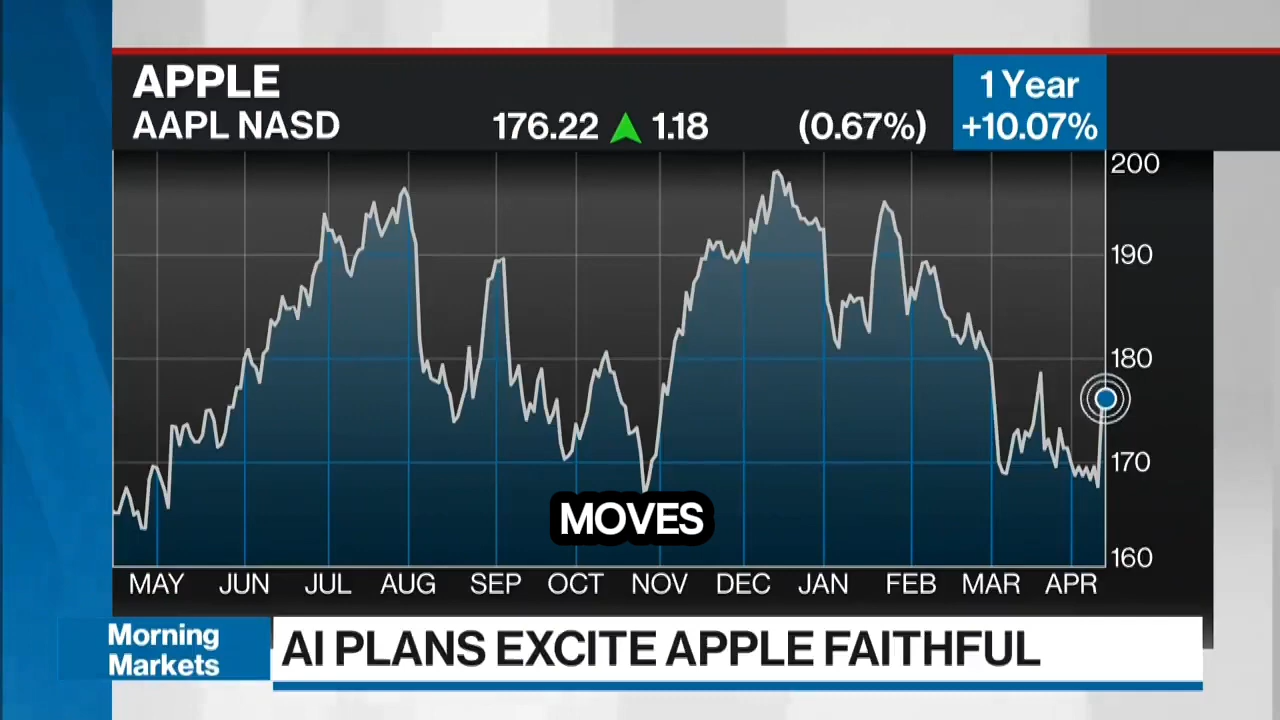 APPLE
AAPL NASD 176.22 ▲ 1.18 (0.67%)
1 Year
+10.07%
200
190
180
170
160
MOVES
MAY JUN JUL AUG SEP OCT NOV DEC JAN FEB MAR APR
Morning
Markets
AI PLANS EXCITE APPLE FAITHFUL